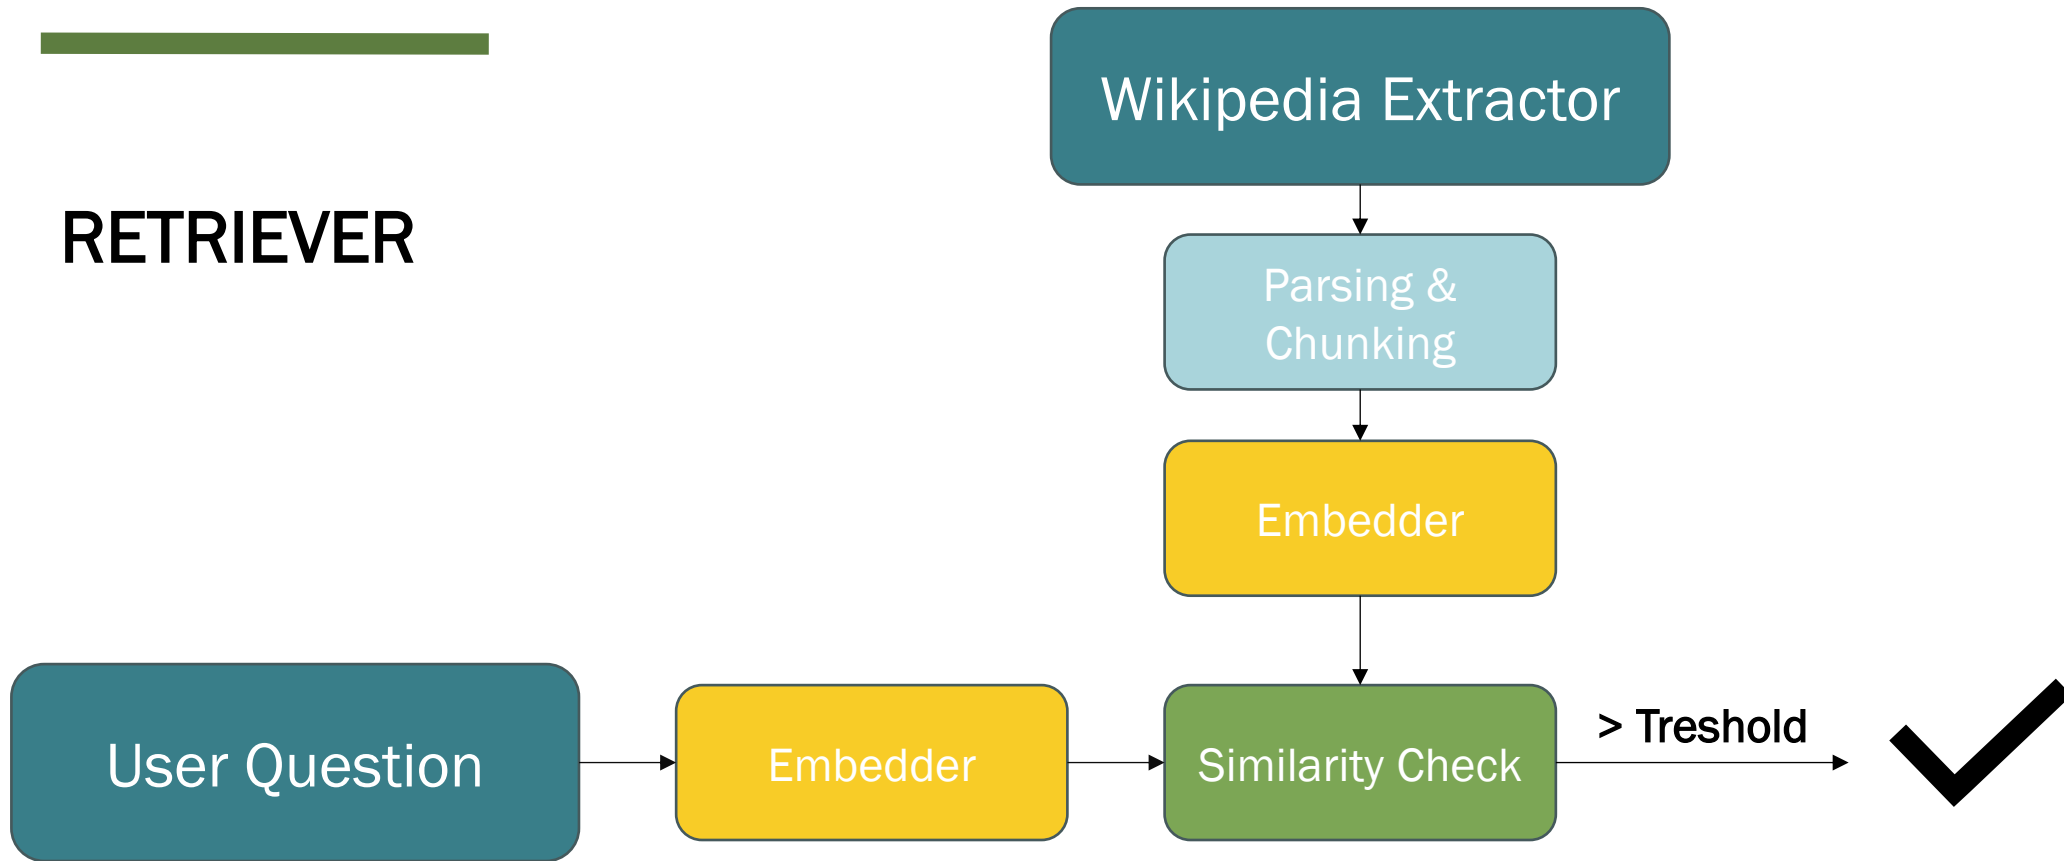 RETRIEVER
Wikipedia Extractor
Parsing &
Chunking
Embedder
User Question
Embedder
Similarity Check
> Treshold